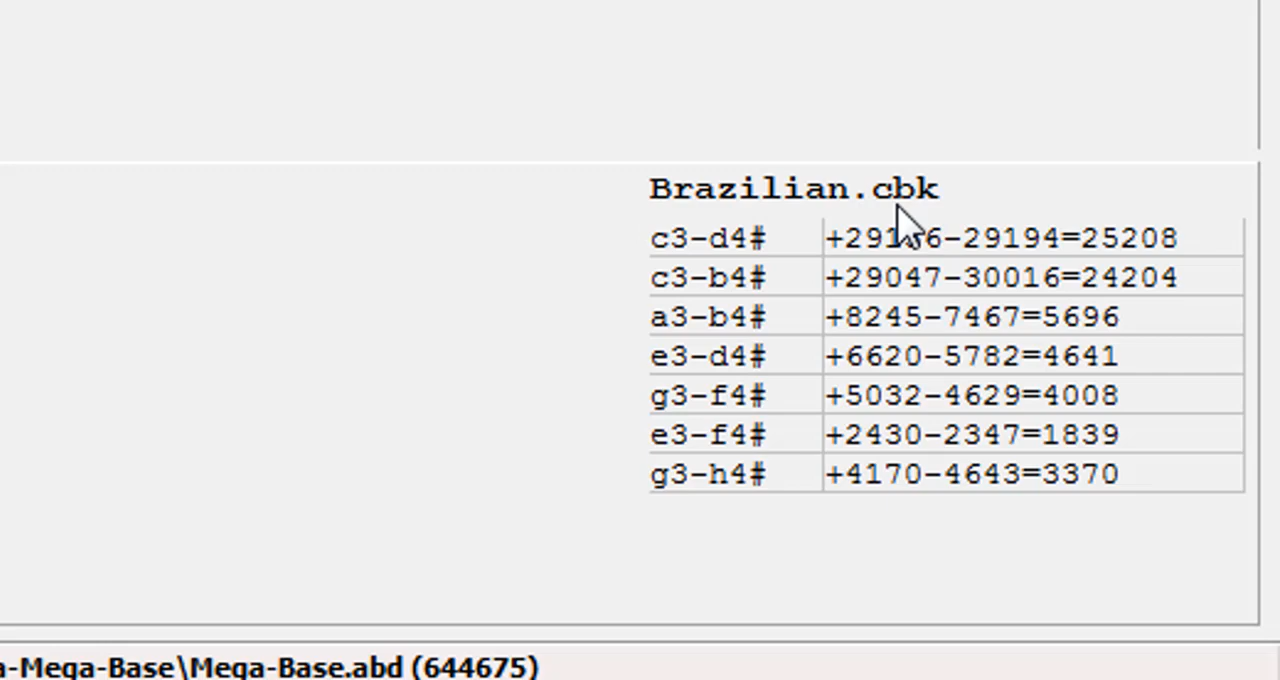 Brazilian.cbk
c3-d4#
c3-b4# +29047-30016=24204
a3-b4# +8245-7467=5696
e3-d4# +6620-5782=4641
g3-f4# +5032-4629=4008
e3-f4# +2430-2347=1839
g3-h4# +4170-4643=3370
a-Mega-Base\Mega-Base.abd (644675)